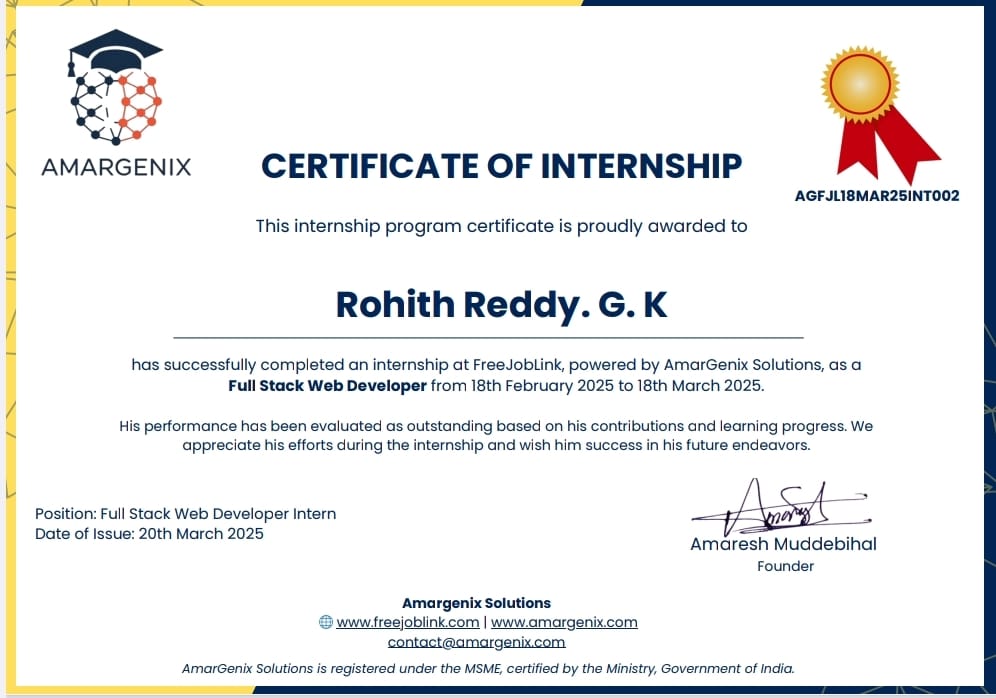 AMARGENIX
CERTIFICATE OF INTERNSHIP
AGFJL18MAR25INT002
This internship program certificate is proudly awarded to
Rohith Reddy. G. K
has successfully completed an internship at FreeJobLink, powered by AmarGenix Solutions, as a
Full Stack Web Developer from 18th February 2025 to 18th March 2025.
His performance has been evaluated as outstanding based on his contributions and learning progress. We
appreciate his efforts during the internship and wish him success in his future endeavors.
Position: Full Stack Web Developer Intern
Date of Issue: 20th March 2025
Amaresh Muddebihal
Founder
Amargenix Solutions
www.freejoblink.com | www.amargenix.com
contact@amargenix.com
AmarGenix Solutions is registered under the MSME, certified by the Ministry, Government of India.